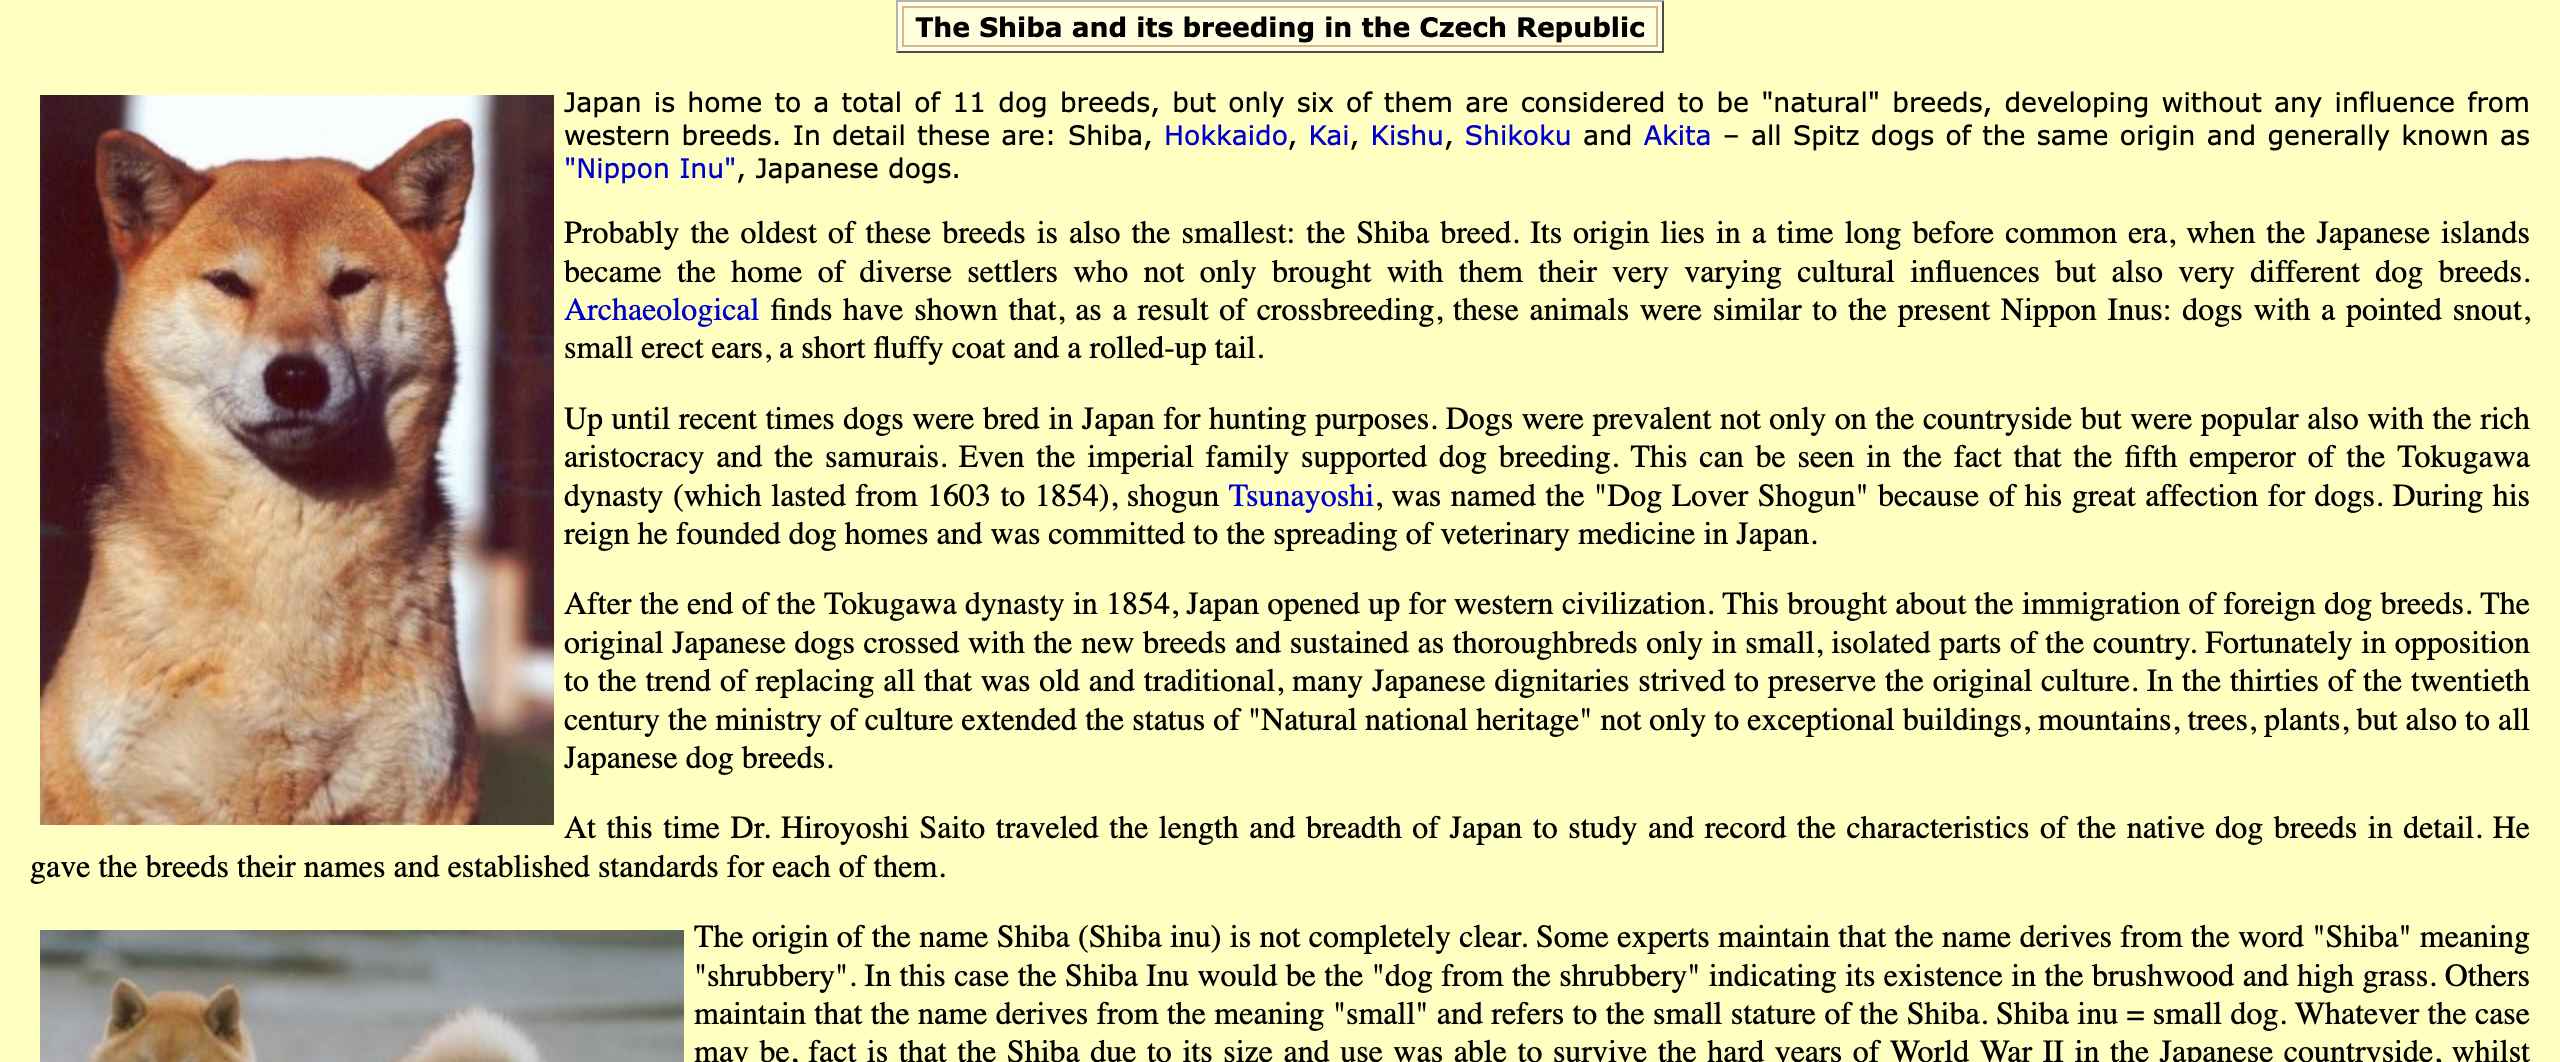 The Shiba and its breeding in the Czech Republic
Japan is home to a total of 11 dog breeds, but only six of them are considered to be "natural" breeds, developing without any influence from
western breeds. In detail these are: Shiba, Hokkaido, Kai, Kishu, Shikoku and Akita – all Spitz dogs of the same origin and generally known as
"Nippon Inu", Japanese dogs.
Probably the oldest of these breeds is also the smallest: the Shiba breed. Its origin lies in a time long before common era, when the Japanese islands
became the home of diverse settlers who not only brought with them their very varying cultural influences but also very different dog breeds.
Archaeological finds have shown that, as a result of crossbreeding, these animals were similar to the present Nippon Inus: dogs with a pointed snout,
small erect ears, a short fluffy coat and a rolled-up tail.
Up until recent times dogs were bred in Japan for hunting purposes. Dogs were prevalent not only on the countryside but were popular also with the rich
aristocracy and the samurais. Even the imperial family supported dog breeding. This can be seen in the fact that the fifth emperor of the Tokugawa
dynasty (which lasted from 1603 to 1854), shogun Tsunayoshi, was named the "Dog Lover Shogun" because of his great affection for dogs. During his
reign he founded dog homes and was committed to the spreading of veterinary medicine in Japan.
After the end of the Tokugawa dynasty in 1854, Japan opened up for western civilization. This brought about the immigration of foreign dog breeds. The
original Japanese dogs crossed with the new breeds and sustained as thoroughbreds only in small, isolated parts of the country. Fortunately in opposition
to the trend of replacing all that was old and traditional, many Japanese dignitaries strived to preserve the original culture. In the thirties of the twentieth
century the ministry of culture extended the status of "Natural national heritage" not only to exceptional buildings, mountains, trees, plants, but also to all
Japanese dog breeds.
At this time Dr. Hiroyoshi Saito traveled the length and breadth of Japan to study and record the characteristics of the native dog breeds in detail. He
gave the breeds their names and established standards for each of them.
The origin of the name Shiba (Shiba inu) is not completely clear. Some experts maintain that the name derives from the word "Shiba" meaning
"shrubbery". In this case the Shiba Inu would be the "dog from the shrubbery" indicating its existence in the brushwood and high grass. Others
maintain that the name derives from the meaning "small" and refers to the small stature of the Shiba. Shiba inu = small dog. Whatever the case
may be, fact is that the Shiba due to its size and use was able to survive the hard years of World War II in the Japanese countryside, whilst